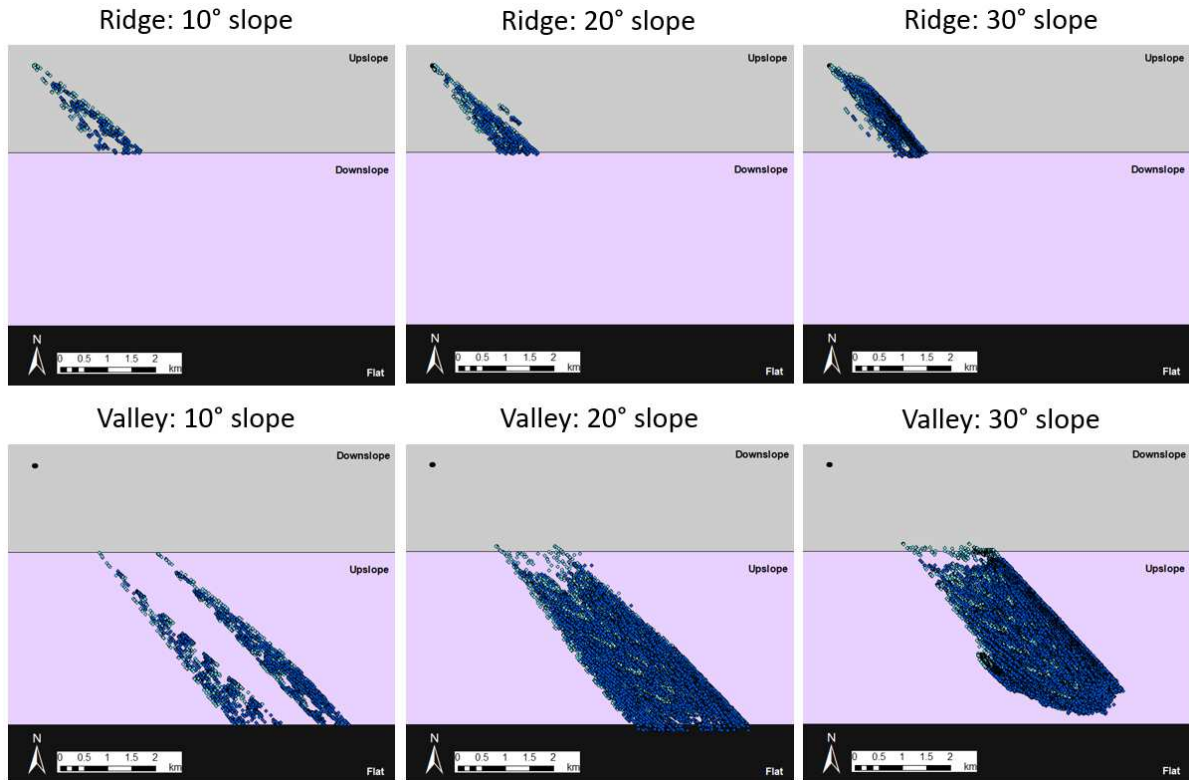 Ridge: 10° slope
Ridge: 20° slope
Ridge: 30° slope
Upslope
Upslope
Upslope
Downslope
Downslope
Downslope
N
0 0.5 1 1.5 2
km
Flat
N
0 0.5 1 1.5 2
km
Flat
N
0 0.5 1 1.5 2
km
Flat
Valley: 10° slope
Valley: 20° slope
Valley: 30° slope
Downslope
Downslope
Downslope
Upslope
Upslope
Upslope
N
0 0.5 1 1.5 2
km
Flat
N
0 0.5 1 1.5 2
km
Flat
N
0 0.5 1 1.5 2
km
Flat